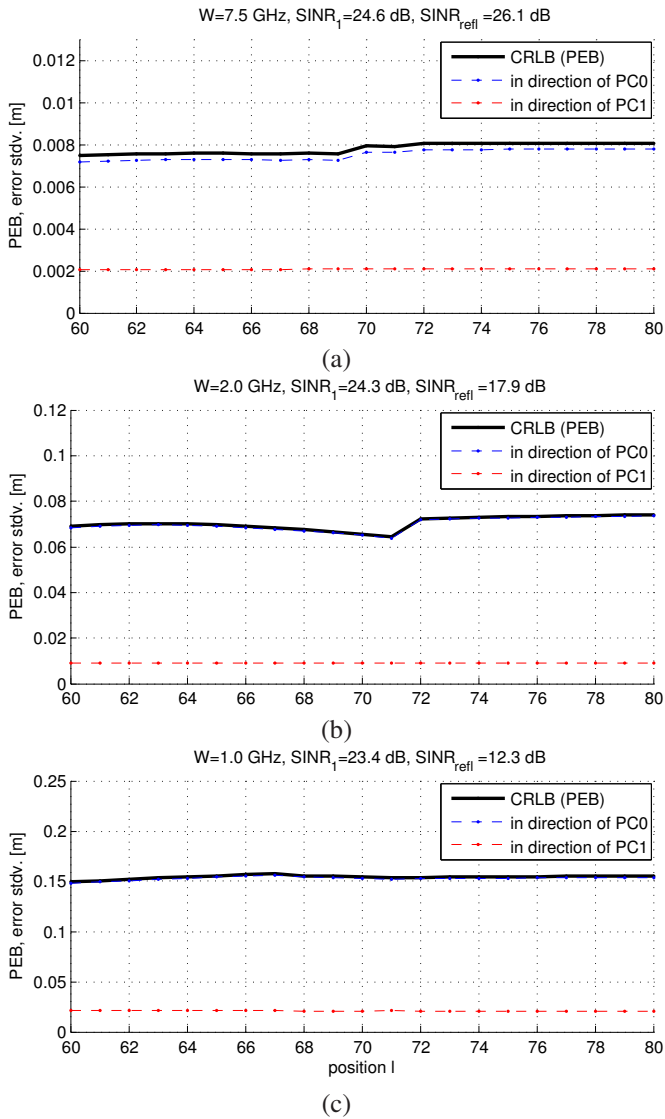 W=7.5 GHz, SINR1=24.6 dB, SINRrefl =26.1 dB
PEB, error stdv. [m]
0.012
0.01
0.008
0.006
0.004
0.002
0
CRLB (PEB)
in direction of PC0
in direction of PC1
60 62 64 66 68 70 72 74 76 78 80
(a)
W=2.0 GHz, SINR1=24.3 dB, SINRrefl =17.9 dB
PEB, error stdv. [m]
0.12
0.1
0.08
0.06
0.04
0.02
0
CRLB (PEB)
in direction of PC0
in direction of PC1
60 62 64 66 68 70 72 74 76 78 80
(b)
W=1.0 GHz, SINR1=23.4 dB, SINRrefl =12.3 dB
PEB, error stdv. [m]
0.25
0.2
0.15
0.1
0.05
0
CRLB (PEB)
in direction of PC0
in direction of PC1
60 62 64 66 68 70 72 74 76 78 80
position l
(c)